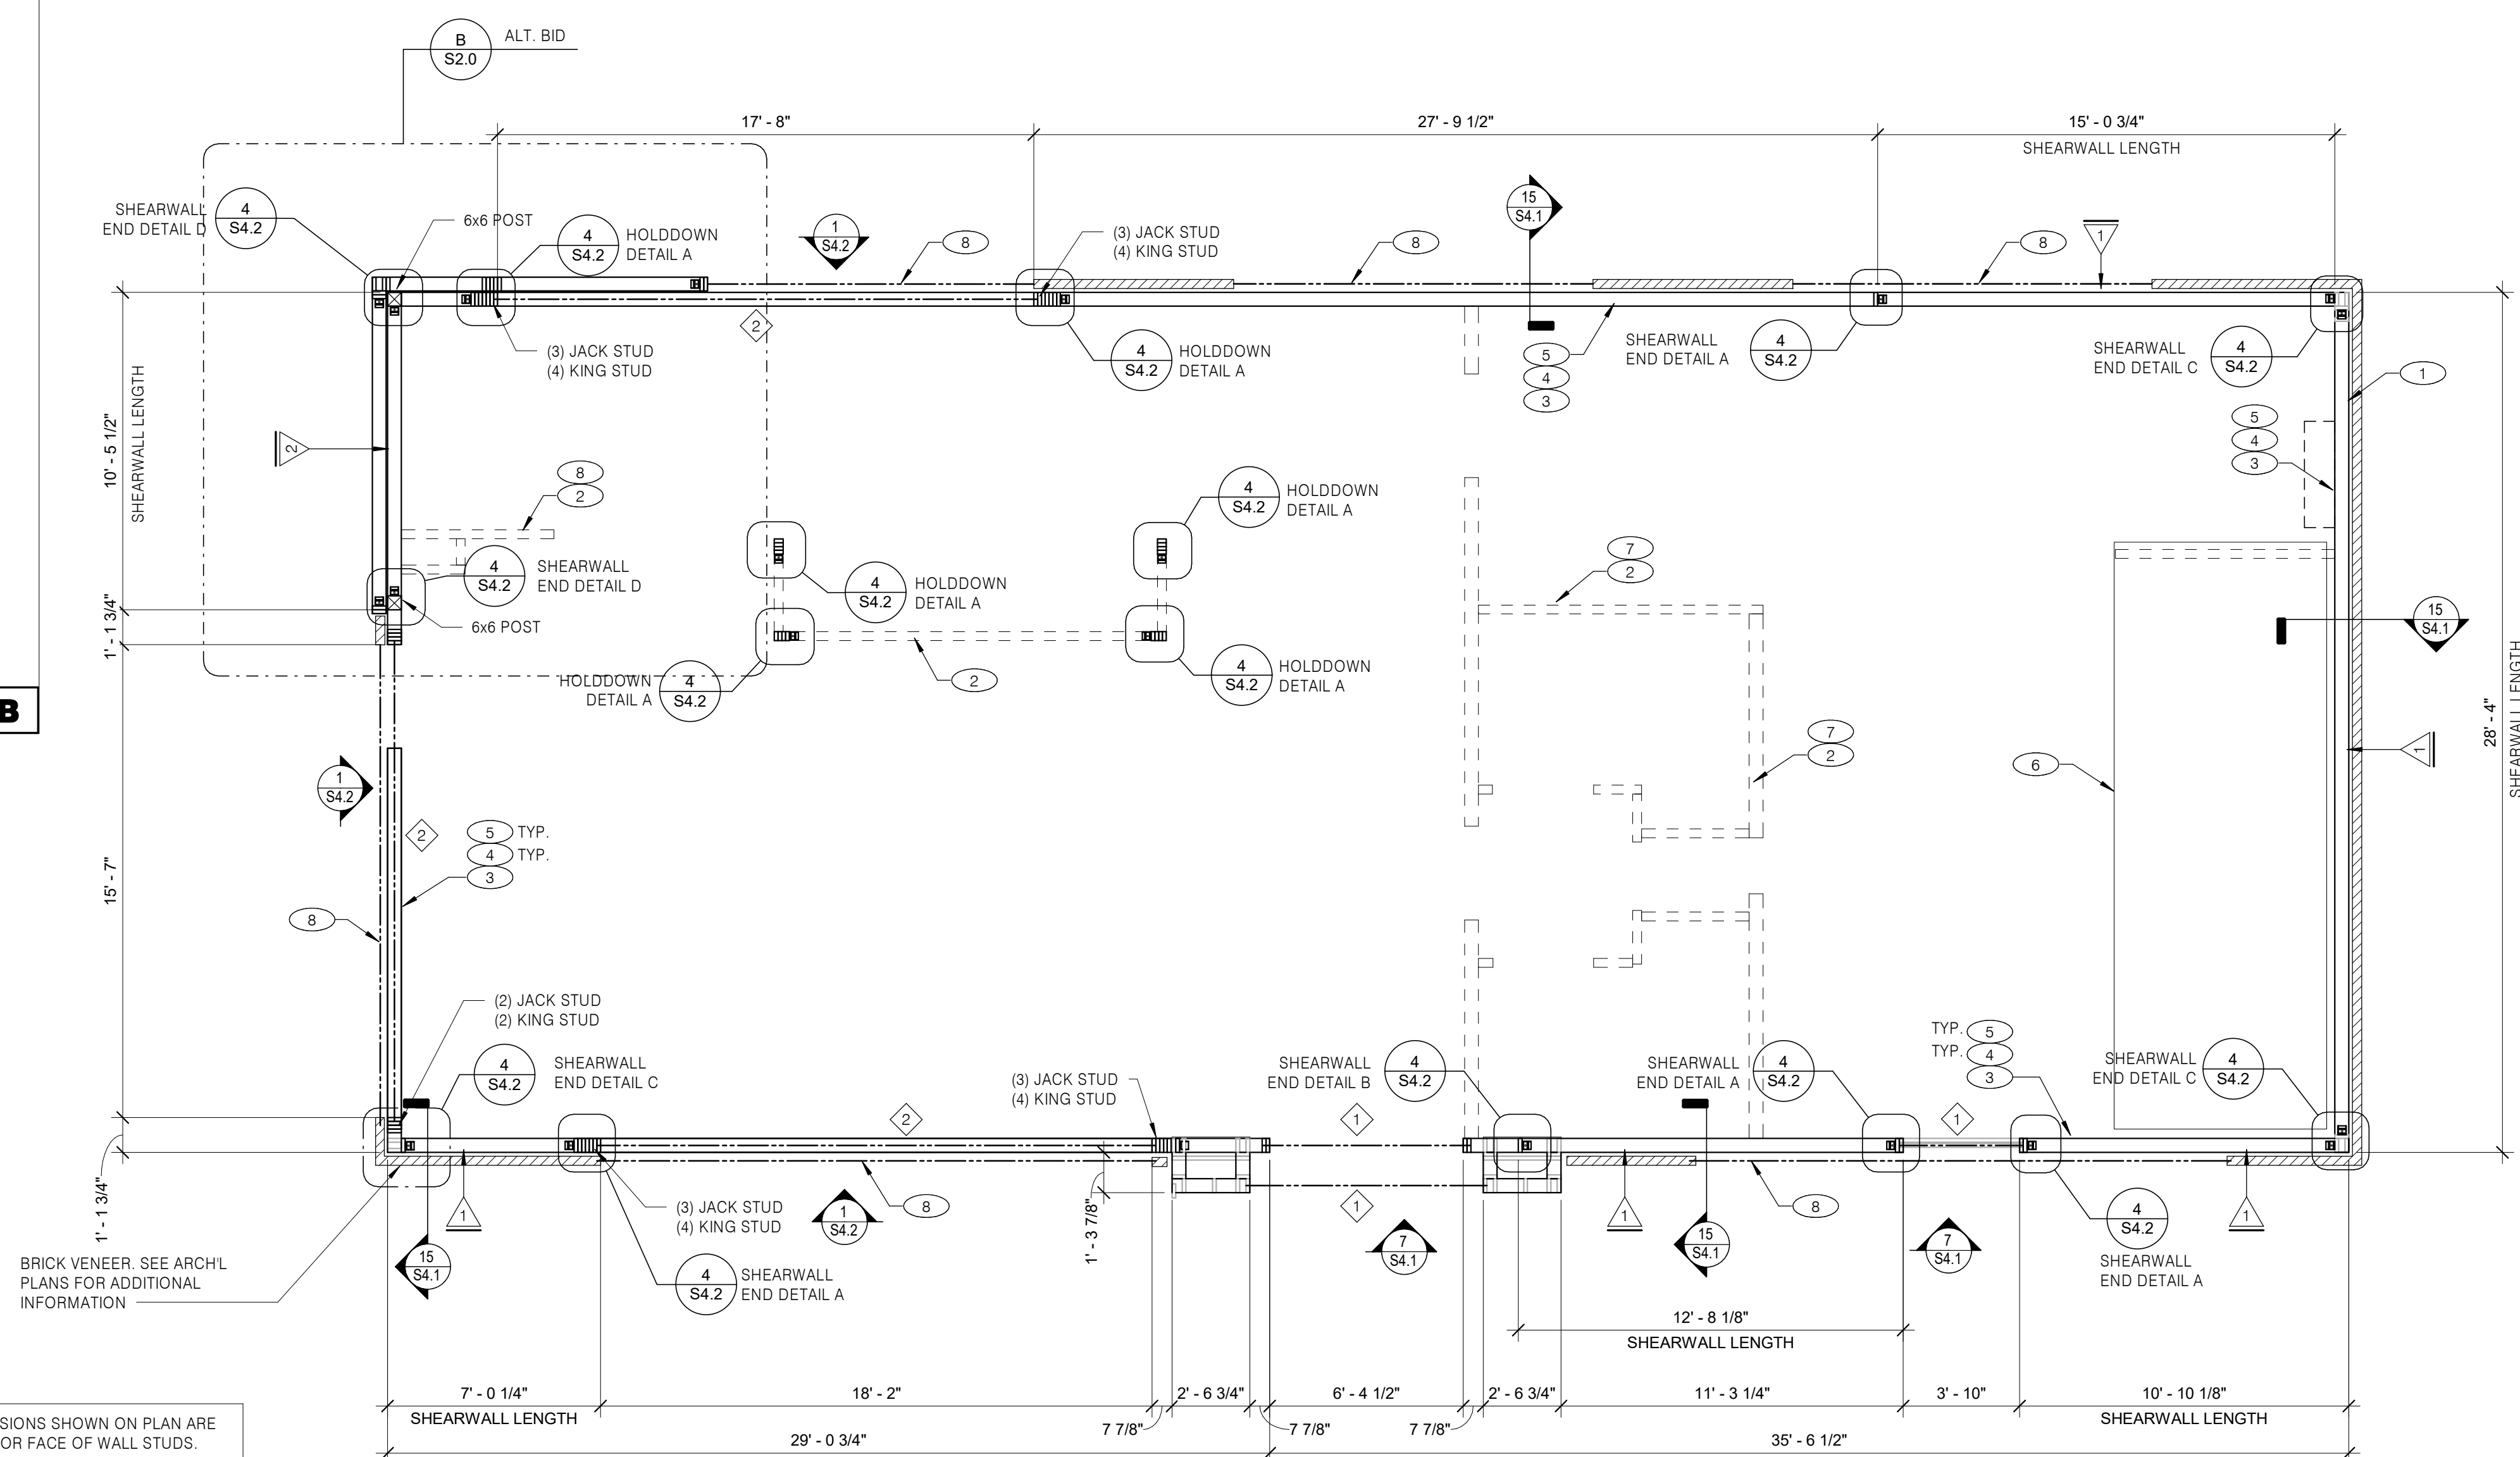 B
S2.0
ALT. BID
17' - 8"
27' - 9 1/2"
15' - 0 3/4"
SHEARWALL LENGTH
SHEARWALL
END DETAIL D
4
S4.2
6x6 POST
4
S4.2
HOLDDOWN
DETAIL A
1
S4.2
8
(3) JACK STUD
(4) KING STUD
8
15
S4.1
8
1
2
(3) JACK STUD
(4) KING STUD
4
S4.2
HOLDDOWN
DETAIL A
5
4
3
SHEARWALL
END DETAIL A
4
S4.2
SHEARWALL
END DETAIL C
4
S4.2
1
10' - 5 1/2"
SHEARWALL LENGTH
2
8
2
5
4
3
4
S4.2
HOLDDOWN
DETAIL A
4
S4.2
SHEARWALL
END DETAIL D
4
S4.2
HOLDDOWN
DETAIL A
7
2
1' - 1 3/4"
6x6 POST
15
S4.1
HOLDDOWN
DETAIL A
4
S4.2
2
4
S4.2
HOLDDOWN
DETAIL A
28' - 4"
SHEARWALL LENGTH
B
7
2
6
1
1
S4.2
2
5 TYP.
4 TYP.
3
15' - 7"
8
(2) JACK STUD
(2) KING STUD
4
S4.2
SHEARWALL
END DETAIL C
(3) JACK STUD
(4) KING STUD
SHEARWALL
END DETAIL B
4
S4.2
SHEARWALL
END DETAIL A
4
S4.2
TYP. 5
TYP. 4
3
SHEARWALL
END DETAIL C
4
S4.2
2
1
1
1' - 1 3/4"
1
(3) JACK STUD
(4) KING STUD
1
S4.2
8
1' - 3 7/8"
1
7
S4.1
1
15
S4.1
8
7
S4.1
4
S4.2
SHEARWALL
END DETAIL A
1
BRICK VENEER. SEE ARCH'L
PLANS FOR ADDITIONAL
INFORMATION
15
S4.1
4
S4.2
SHEARWALL
END DETAIL A
12' - 8 1/8"
SHEARWALL LENGTH
7' - 0 1/4"
SHEARWALL LENGTH
18' - 2"
7 7/8"
2' - 6 3/4"
7 7/8"
6' - 4 1/2"
7 7/8"
2' - 6 3/4"
11' - 3 1/4"
3' - 10"
10' - 10 1/8"
SHEARWALL LENGTH
29' - 0 3/4"
35' - 6 1/2"
SIONS SHOWN ON PLAN ARE
OR FACE OF WALL STUDS.